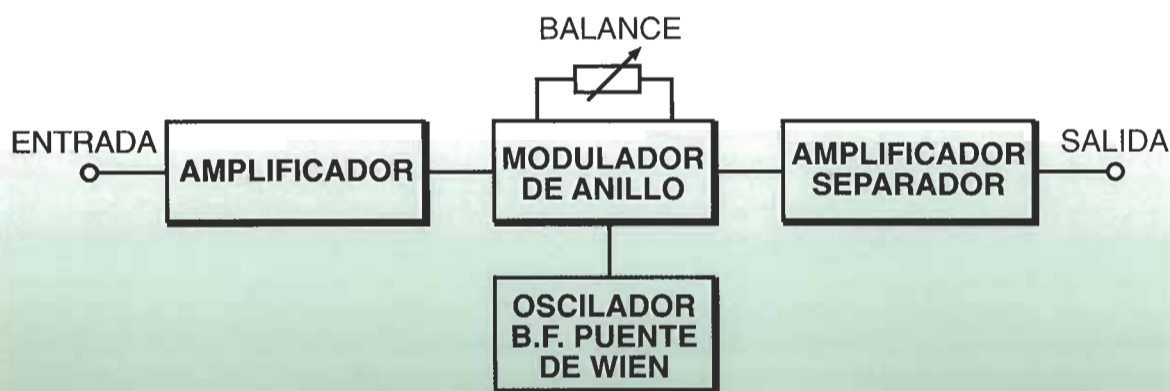 BALANCE
ENTRADA
AMPLIFICADOR
MODULADOR
DE ANILLO
AMPLIFICADOR
SEPARADOR
SALIDA
OSCILADOR
B.F. PUENTE
DE WIEN